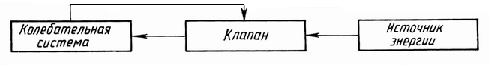 Колебательная
система
Клапан
Источник
энергии